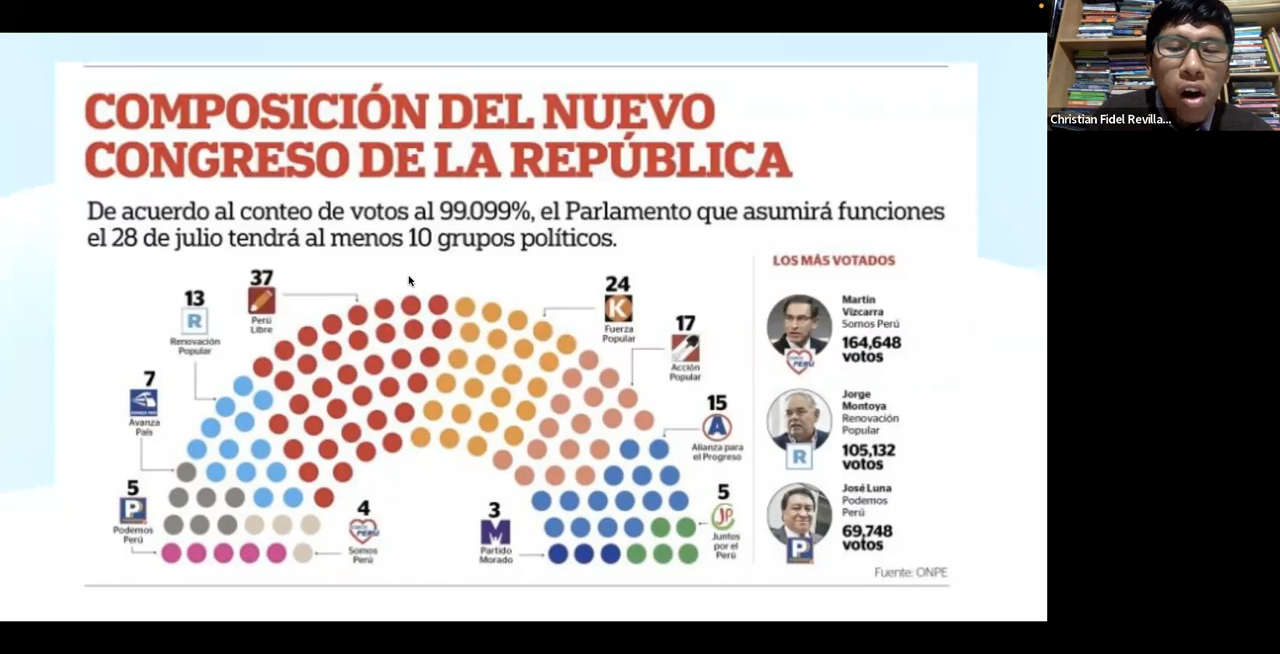 COMPOSICIÓN DEL NUEVO
CONGRESO DE LA REPÚBLICA
De acuerdo al conteo de votos al 99.099%, el Parlamento que asumirá funciones
el 28 de julio tendrá al menos 10 grupos políticos.
5
P
Podemos
Perú
7
Avanza
País
13
R
Renovación
Popular
37
Perú
Libre
24
K
Fuerza
Popular
17
Acción
Popular
15
A
Alianza para
el Progreso
5
JP
Juntos
por el
Perú
4
PERÚ
Somos
Perú
3
M
Partido
Morado
LOS MÁS VOTADOS
Martín
Vizcarra
Somos Perú
164,648
votos
PERÚ
Jorge
Montoya
Renovación
Popular
105,132
votos
R
José Luna
Podemos
Perú
69,748
votos
P
Fuente: ONPE
Christian Fidel Revilla...